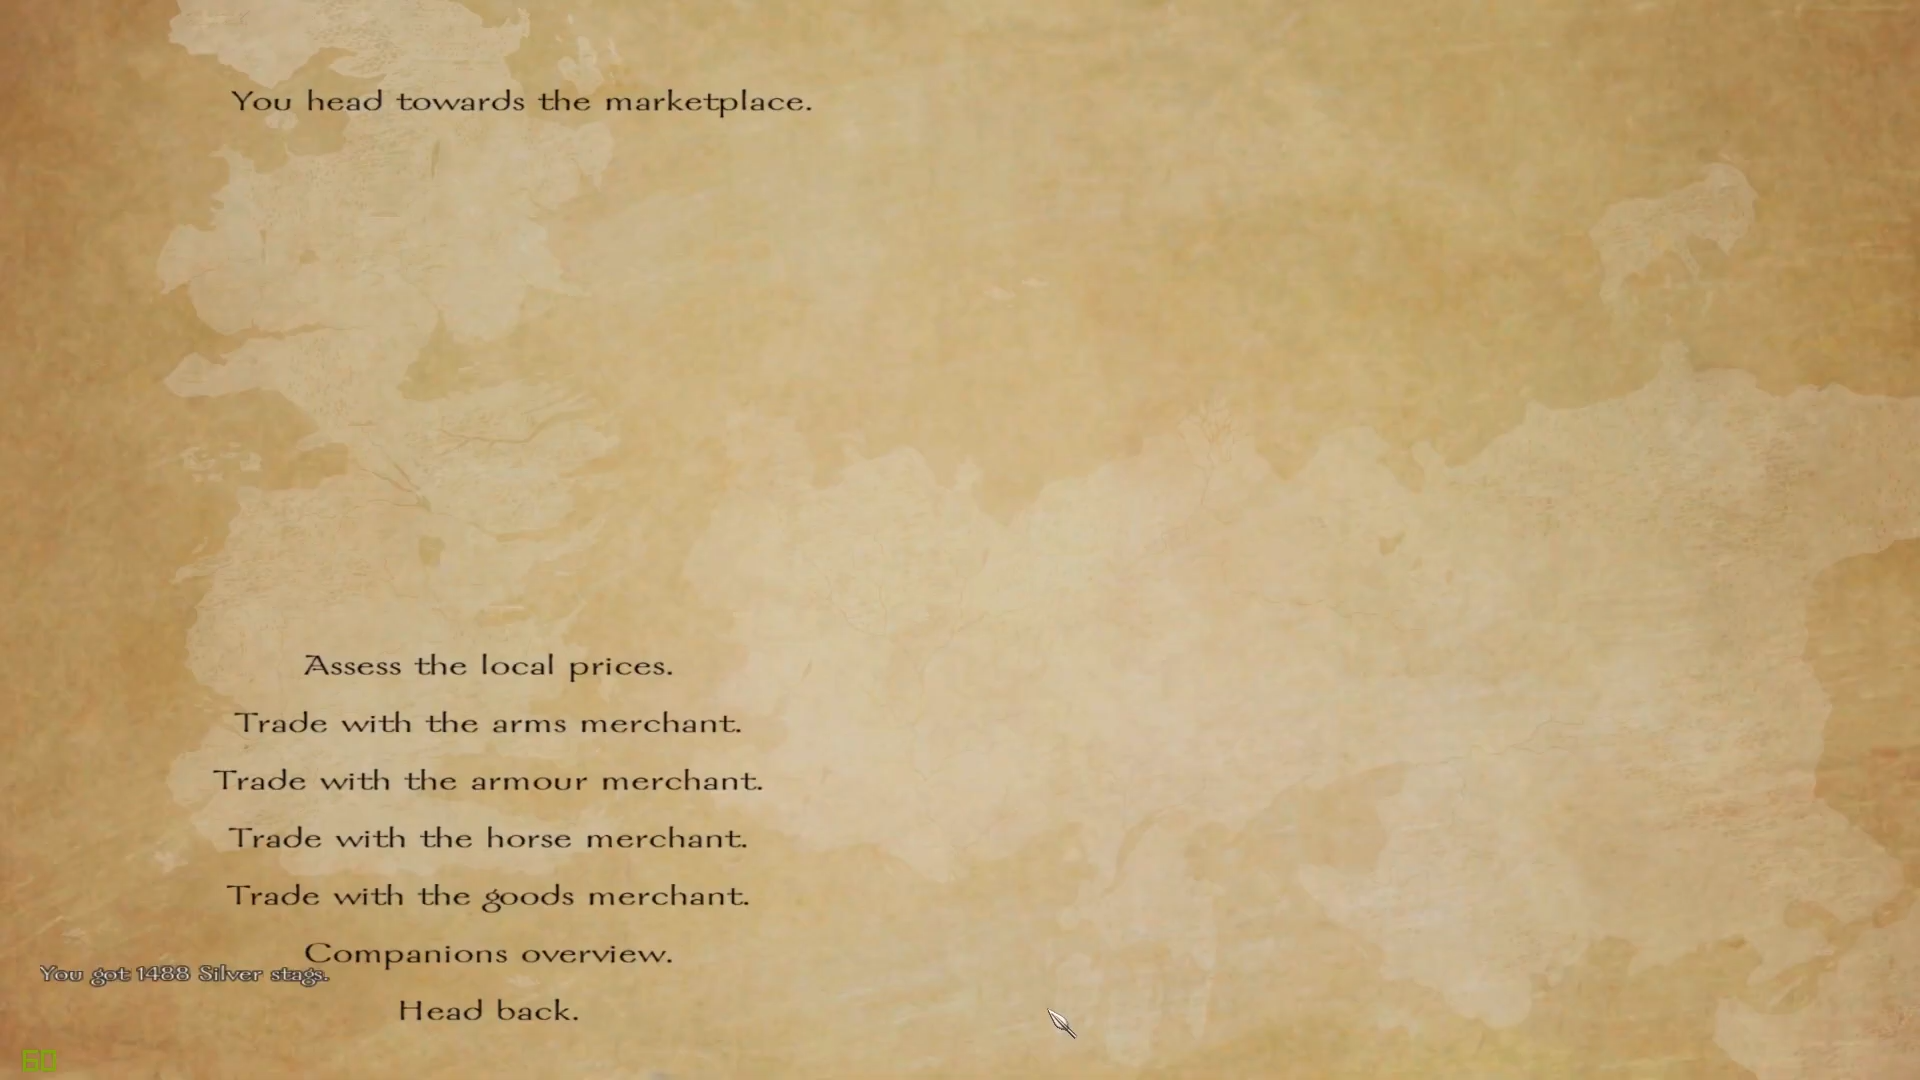 You head towards the marketplace.
Assess the local prices.
Trade with the arms merchant.
Trade with the armour merchant.
Trade with the horse merchant.
Trade with the goods merchant.
Companions overview.
You got 1488 Silver stags.
Head back.
60